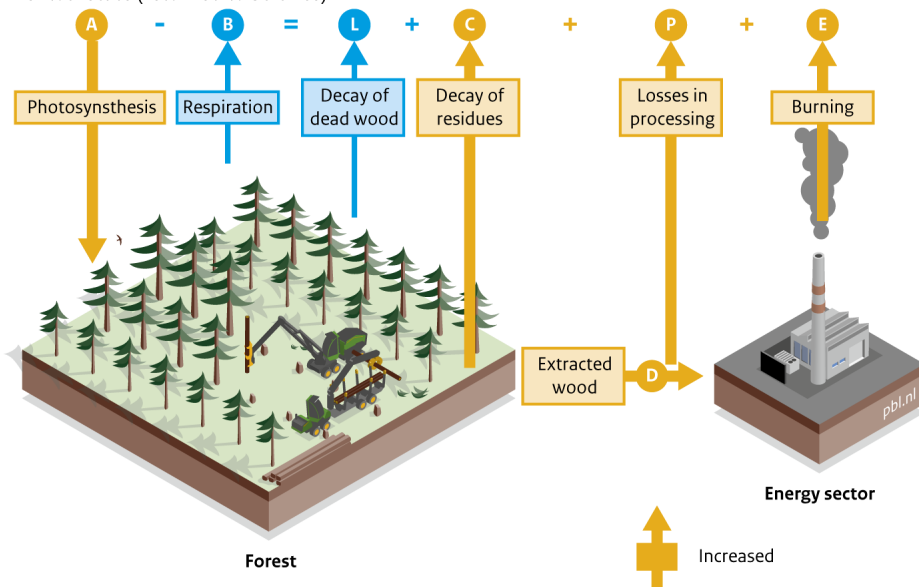 A - B = L + C + P + E
Photosynsthesis
Respiration
Decay of
dead wood
Decay of
residues
Losses in
processing
Burning
Extracted
wood
D
pbl.nl
Energy sector
Forest
Increased